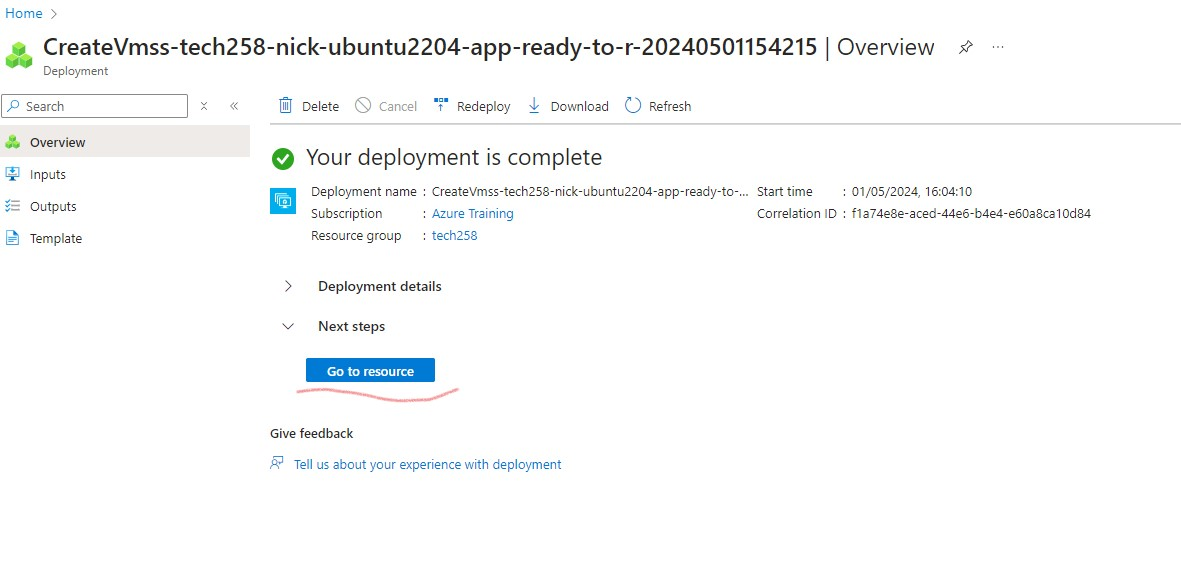 Home >
CreateVmss-tech258-nick-ubuntu2204-app-ready-to-r-20240501154215 | Overview ...
Deployment
Search
Delete Cancel Redeploy Download Refresh
Overview
Inputs
Outputs
Template
Your deployment is complete
Deployment name : CreateVmss-tech258-nick-ubuntu2204-app-ready-to-... Start time : 01/05/2024, 16:04:10
Subscription : Azure Training Correlation ID : f1a74e8e-aced-44e6-b4e4-e60a8ca10d84
Resource group : tech258
Deployment details
Next steps
Go to resource
Give feedback
Tell us about your experience with deployment